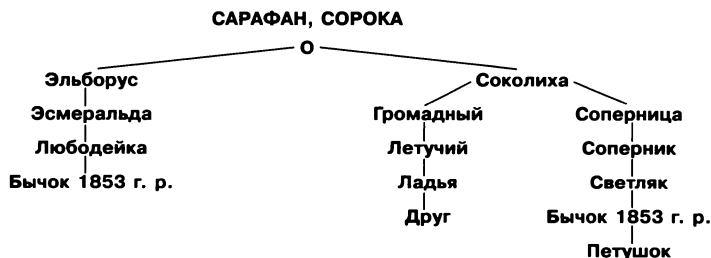 САРАФАН, СОРОКА
О
Эльборус Соколиха
Эсмеральда Громадный Соперница
Любодейка Летучий Соперник
Бычок 1853 г. р. Ладья Светляк
Друг Бычок 1853 г. р.
Петушок